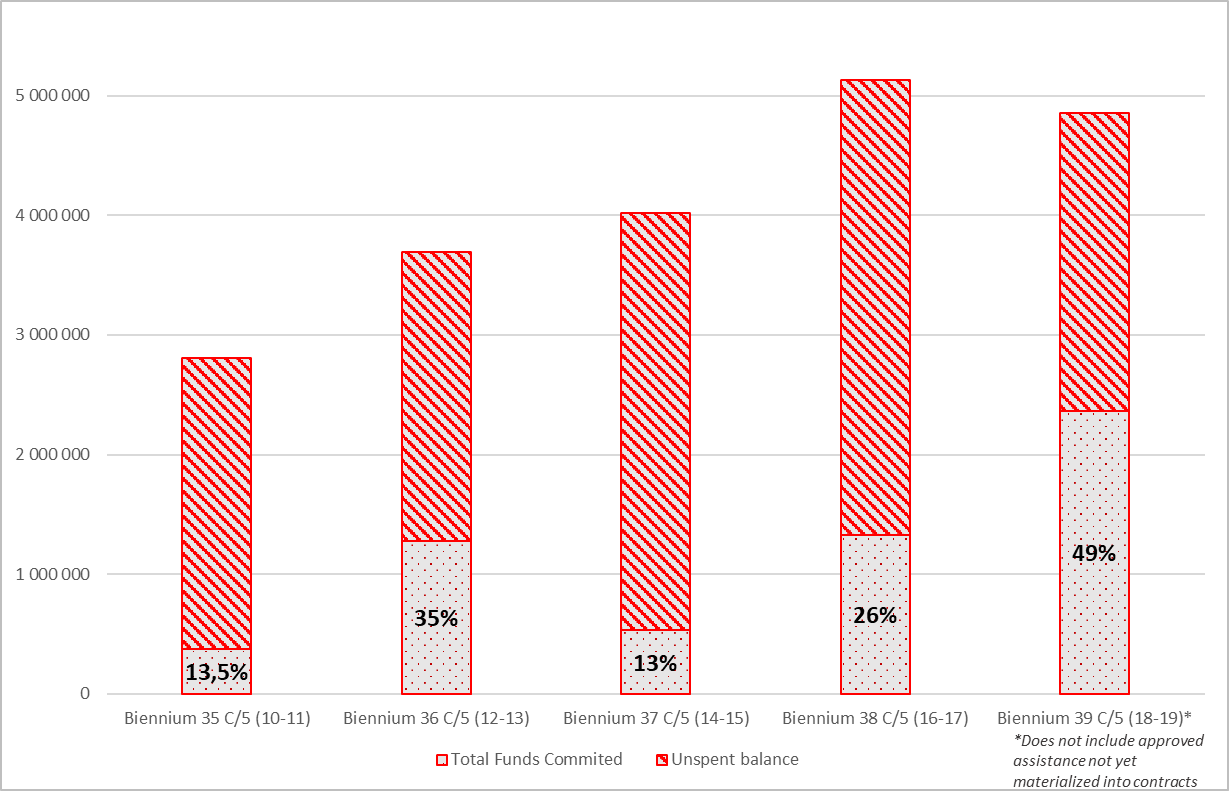 5 000 000
4 000 000
3 000 000
2 000 000
1 000 000
0
13,5%
35%
13%
26%
49%
Biennium 35 C/5 (10-11)
Biennium 36 C/5 (12-13)
Biennium 37 C/5 (14-15)
Biennium 38 C/5 (16-17)
Biennium 39 C/5 (18-19)*
Total Funds Commited
Unspent balance
*Does not include approved
assistance not yet
materialized into contracts